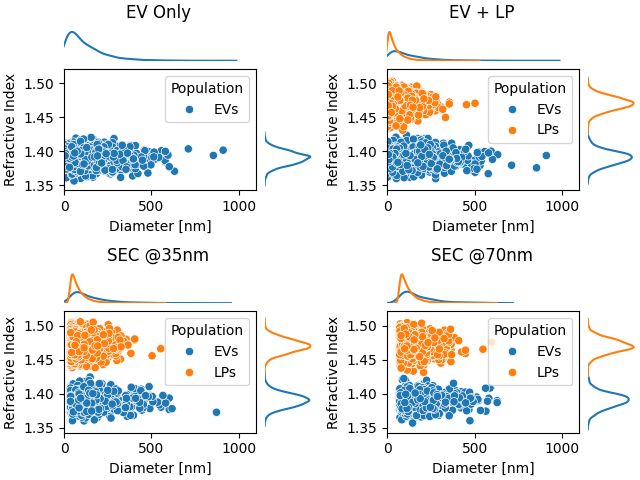 EV Only
Refractive Index
1.50
1.45
1.40
1.35
Population
EVs
0
500
1000
Diameter [nm]
EV + LP
Refractive Index
1.50
1.45
1.40
1.35
Population
EVs
LPs
0
500
1000
Diameter [nm]
SEC @35nm
Refractive Index
1.50
1.45
1.40
1.35
Population
EVs
LPs
0
500
1000
Diameter [nm]
SEC @70nm
Refractive Index
1.50
1.45
1.40
1.35
Population
EVs
LPs
0
500
1000
Diameter [nm]